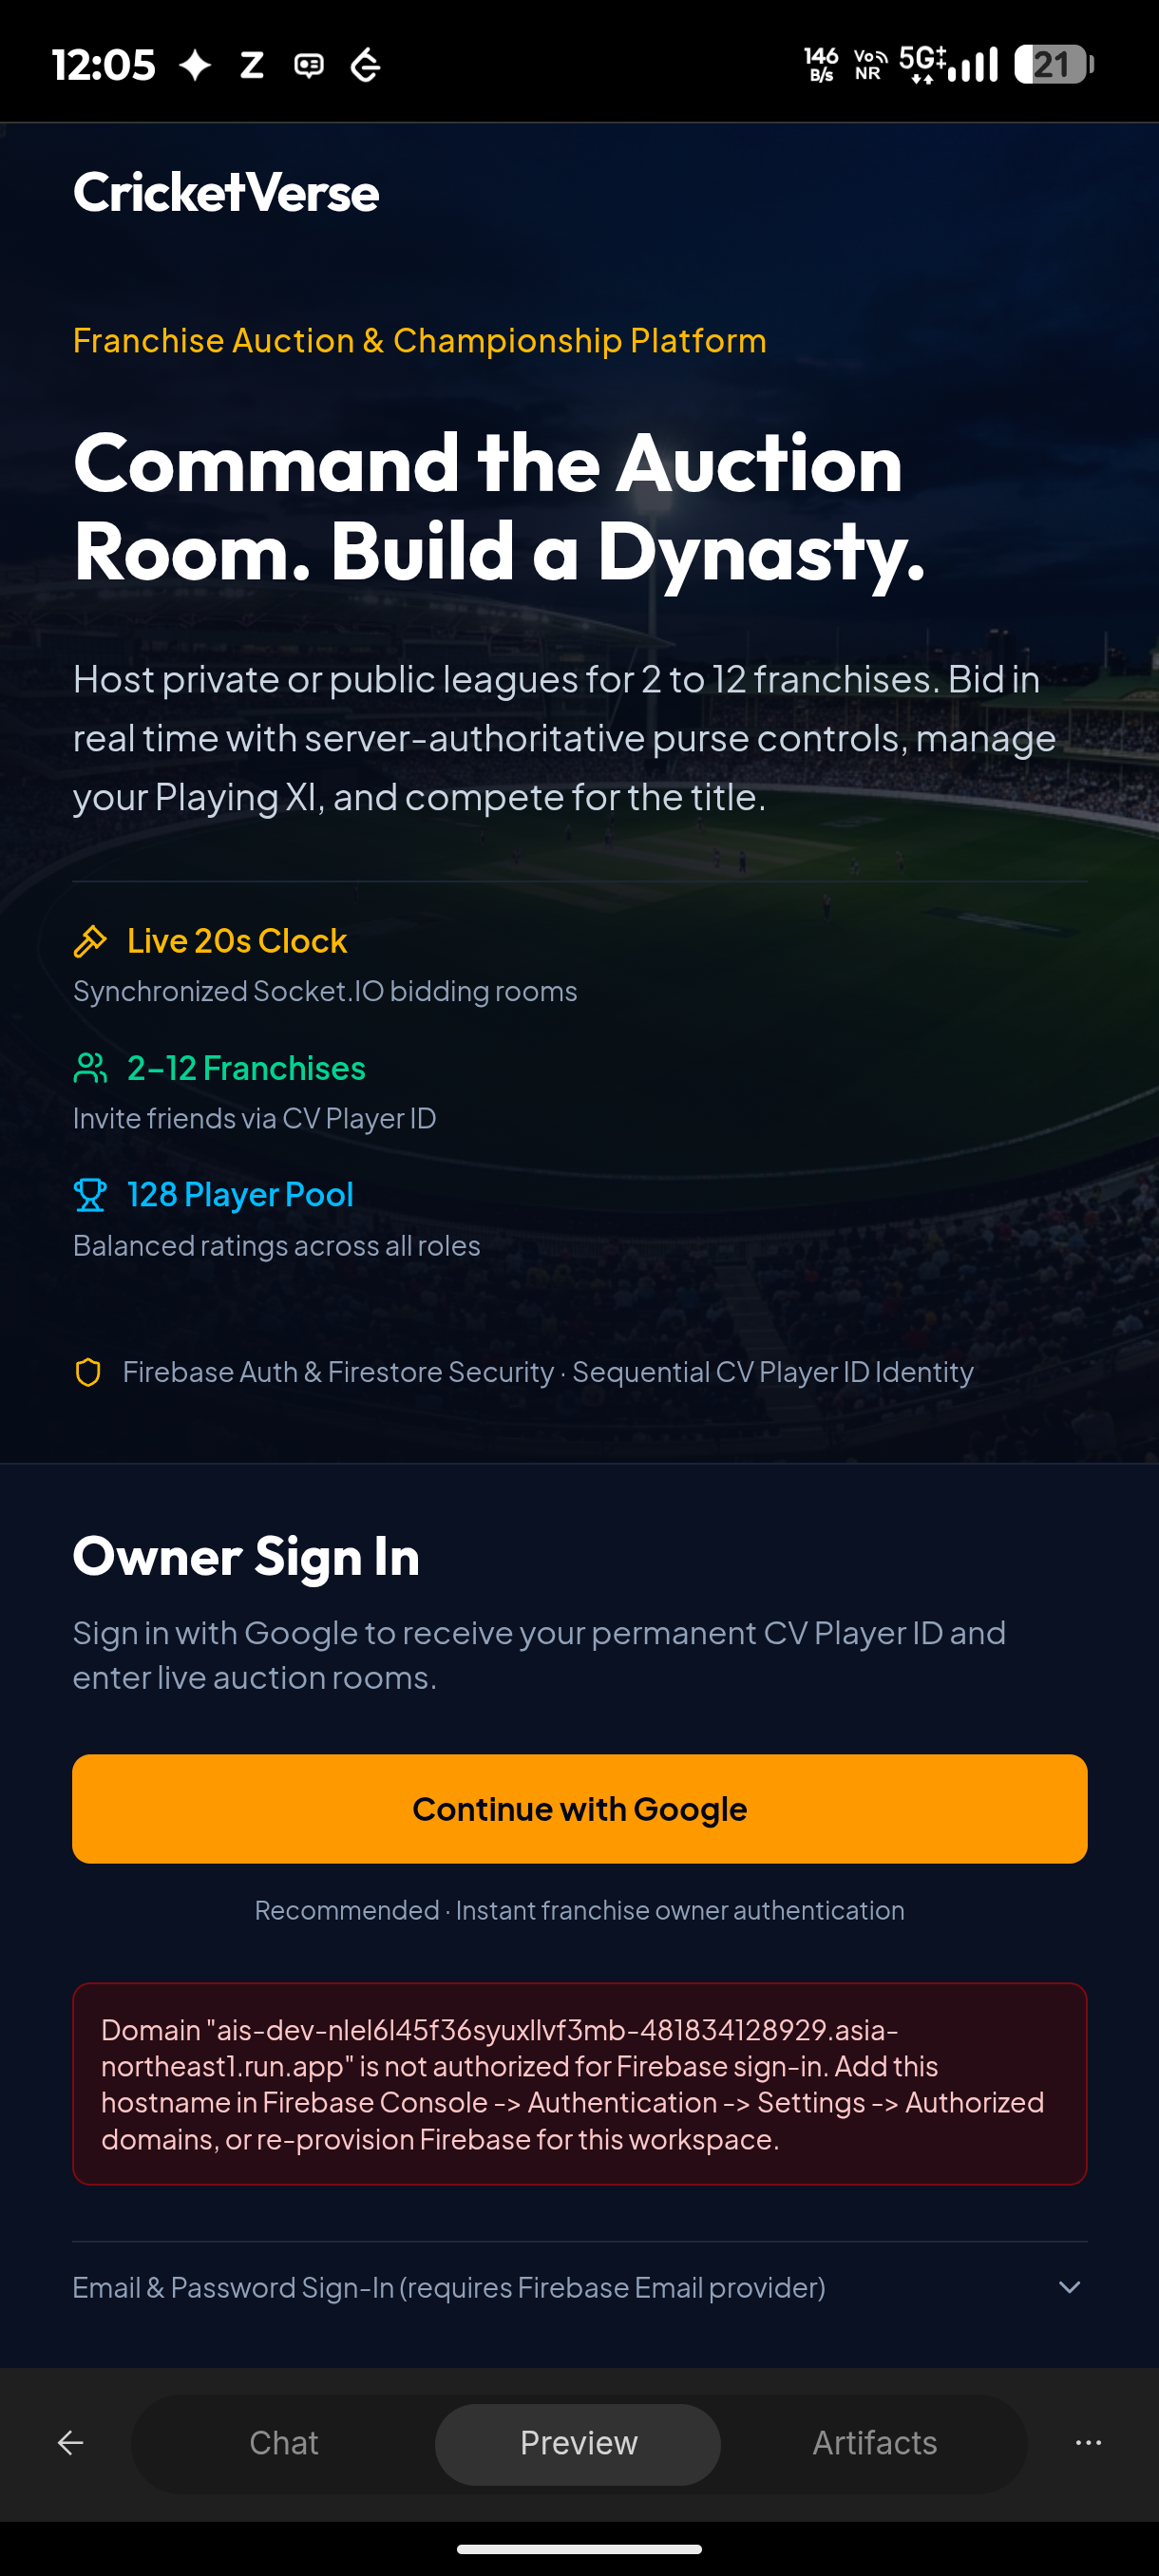 12:05 Z 146 B/s Vo NR 5G 21
CricketVerse
Franchise Auction & Championship Platform
Command the Auction
Room. Build a Dynasty.
Host private or public leagues for 2 to 12 franchises. Bid in
real time with server-authoritative purse controls, manage
your Playing XI, and compete for the title.
Live 20s Clock
Synchronized Socket.IO bidding rooms
2–12 Franchises
Invite friends via CV Player ID
128 Player Pool
Balanced ratings across all roles
Firebase Auth & Firestore Security · Sequential CV Player ID Identity
Owner Sign In
Sign in with Google to receive your permanent CV Player ID and
enter live auction rooms.
Continue with Google
Recommended · Instant franchise owner authentication
Domain "ais-dev-nlel6l45f36syuxllvf3mb-481834128929.asia-
northeast1.run.app" is not authorized for Firebase sign-in. Add this
hostname in Firebase Console -> Authentication -> Settings -> Authorized
domains, or re-provision Firebase for this workspace.
Email & Password Sign-In (requires Firebase Email provider)
Chat Preview Artifacts